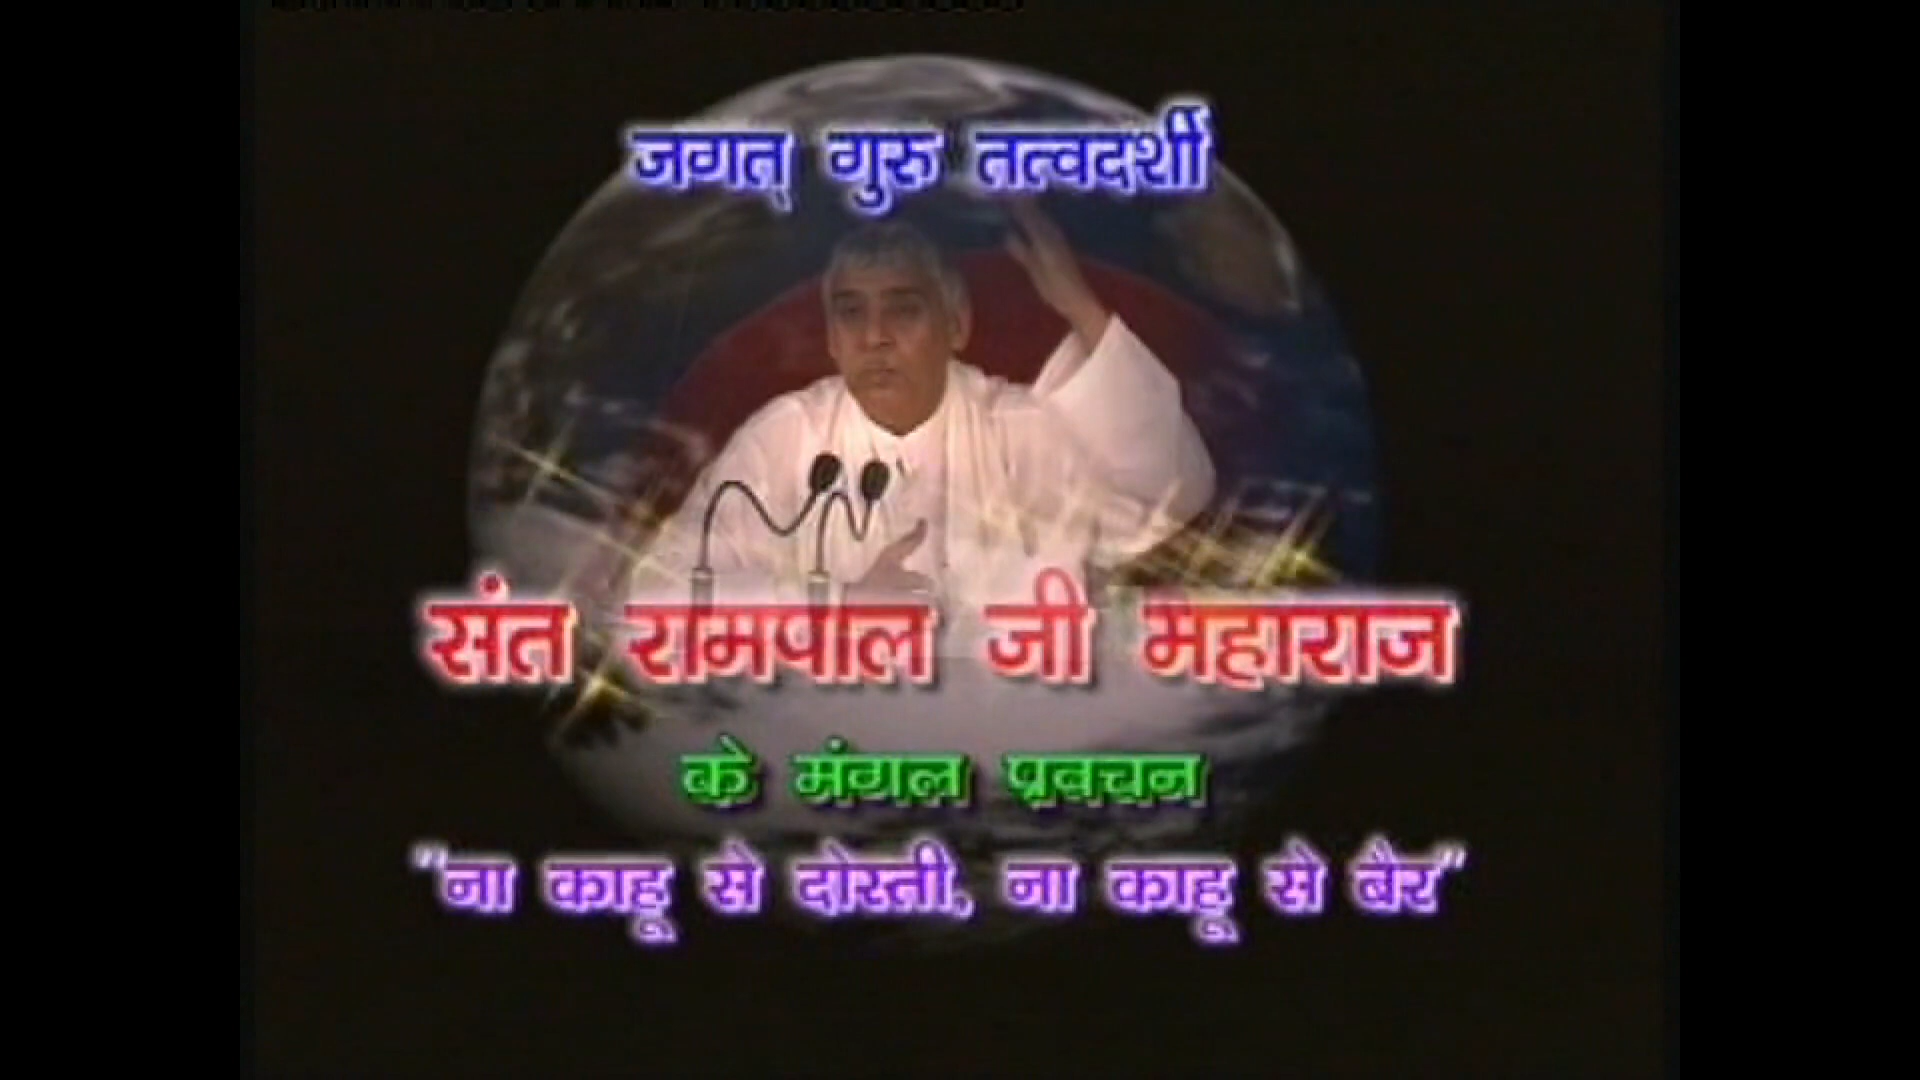 जगत् गुरु तत्वदर्शी
संत रामपाल जी महाराज
के मंगल प्रवचन
"ना काहू से दोस्ती, ना काहू से बैर"